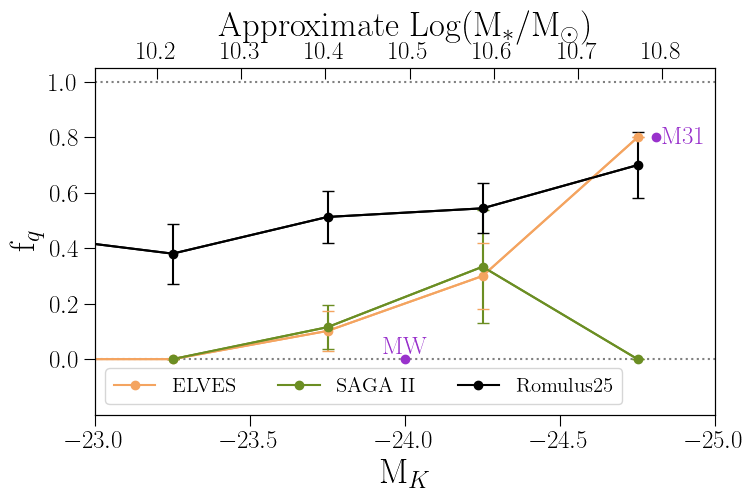 Approximate Log(M*/M⊙)
10.2 10.3 10.4 10.5 10.6 10.7 10.8
1.0
M31
0.8
0.6
f_q
0.4
0.2
MW
0.0
ELVES SAGA II Romulus25
−23.0 −23.5 −24.0 −24.5 −25.0
M_K